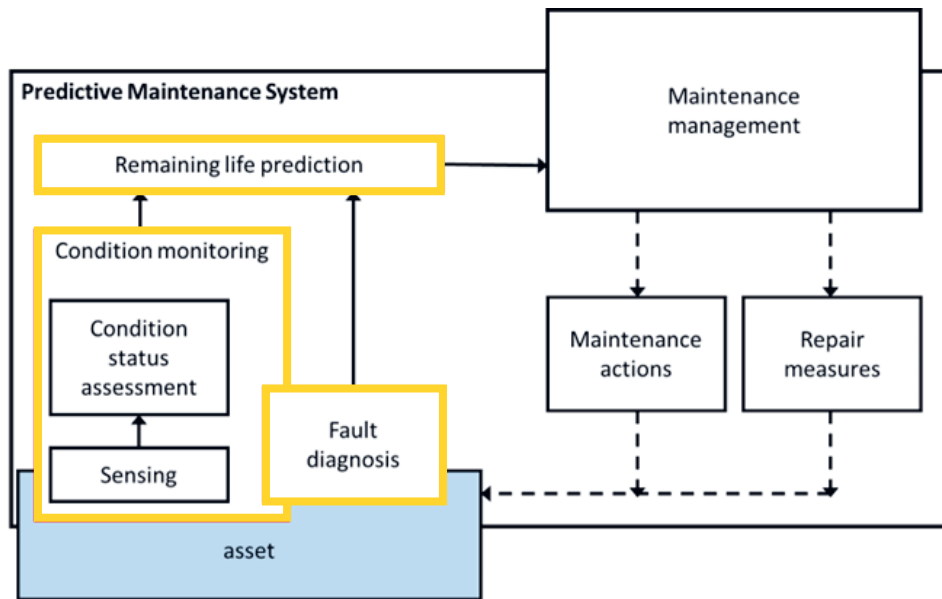 Predictive Maintenance System
Maintenance
management
Remaining life prediction
Condition monitoring
Condition
status
assessment
Sensing
Fault
diagnosis
Maintenance
actions
Repair
measures
asset